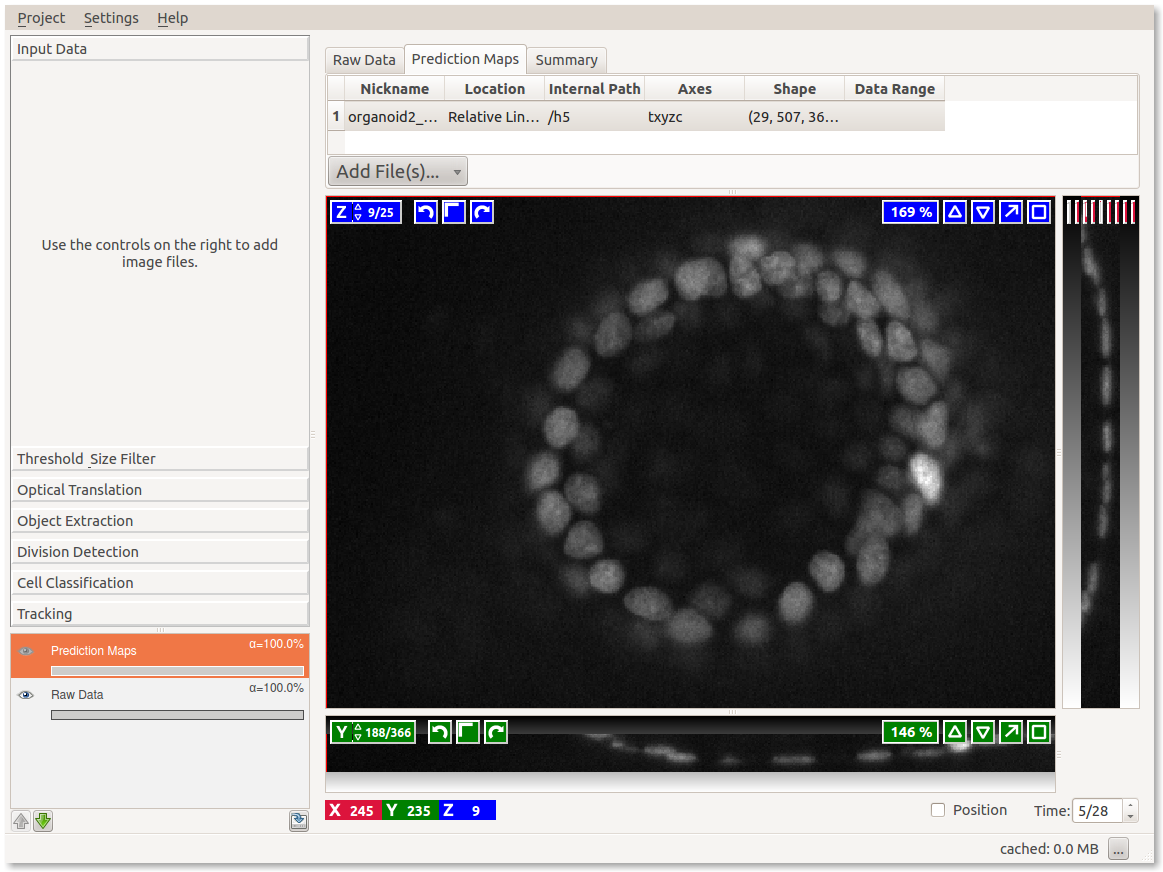 Project Settings Help
Input Data
Use the controls on the right to add
image files.
Threshold_Size Filter
Optical Translation
Object Extraction
Division Detection
Cell Classification
Tracking
Prediction Maps α=100.0%
Raw Data α=100.0%
Raw Data Prediction Maps Summary
Nickname Location Internal Path Axes Shape Data Range
1 organoid2_... Relative Lin... /h5 txyzc (29, 507, 36...
Add File(s)...
Z 9/25 169 %
Y 188/366 146 %
X 245 Y 235 Z 9
Position Time: 5/28
cached: 0.0 MB ...